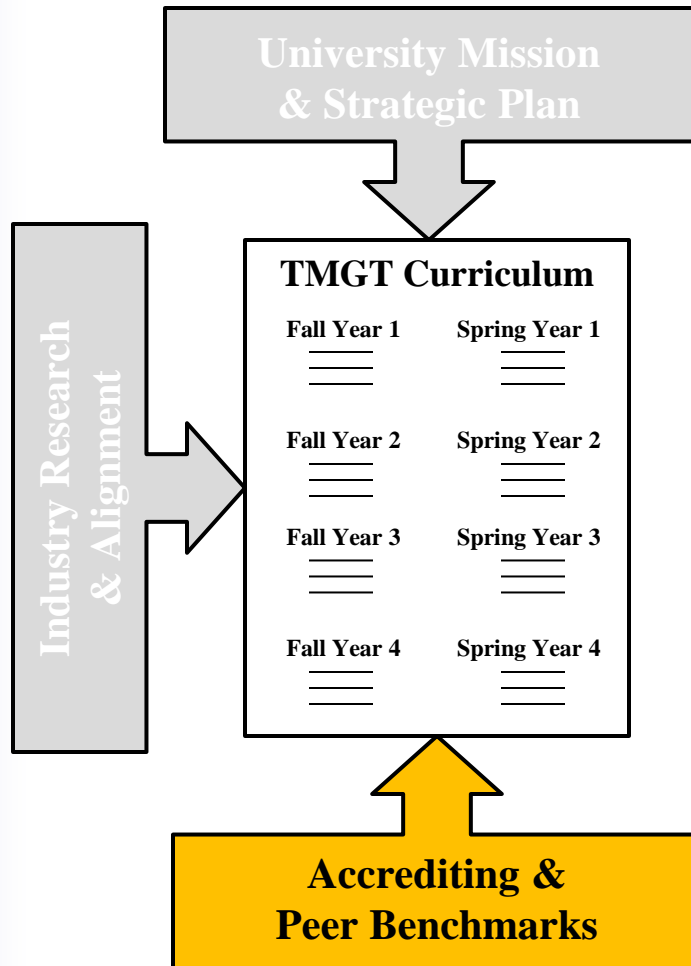 University Mission
& Strategic Plan
Industry Research
& Alignment
TMGT Curriculum
Fall Year 1 Spring Year 1
Fall Year 2 Spring Year 2
Fall Year 3 Spring Year 3
Fall Year 4 Spring Year 4
Accrediting &
Peer Benchmarks